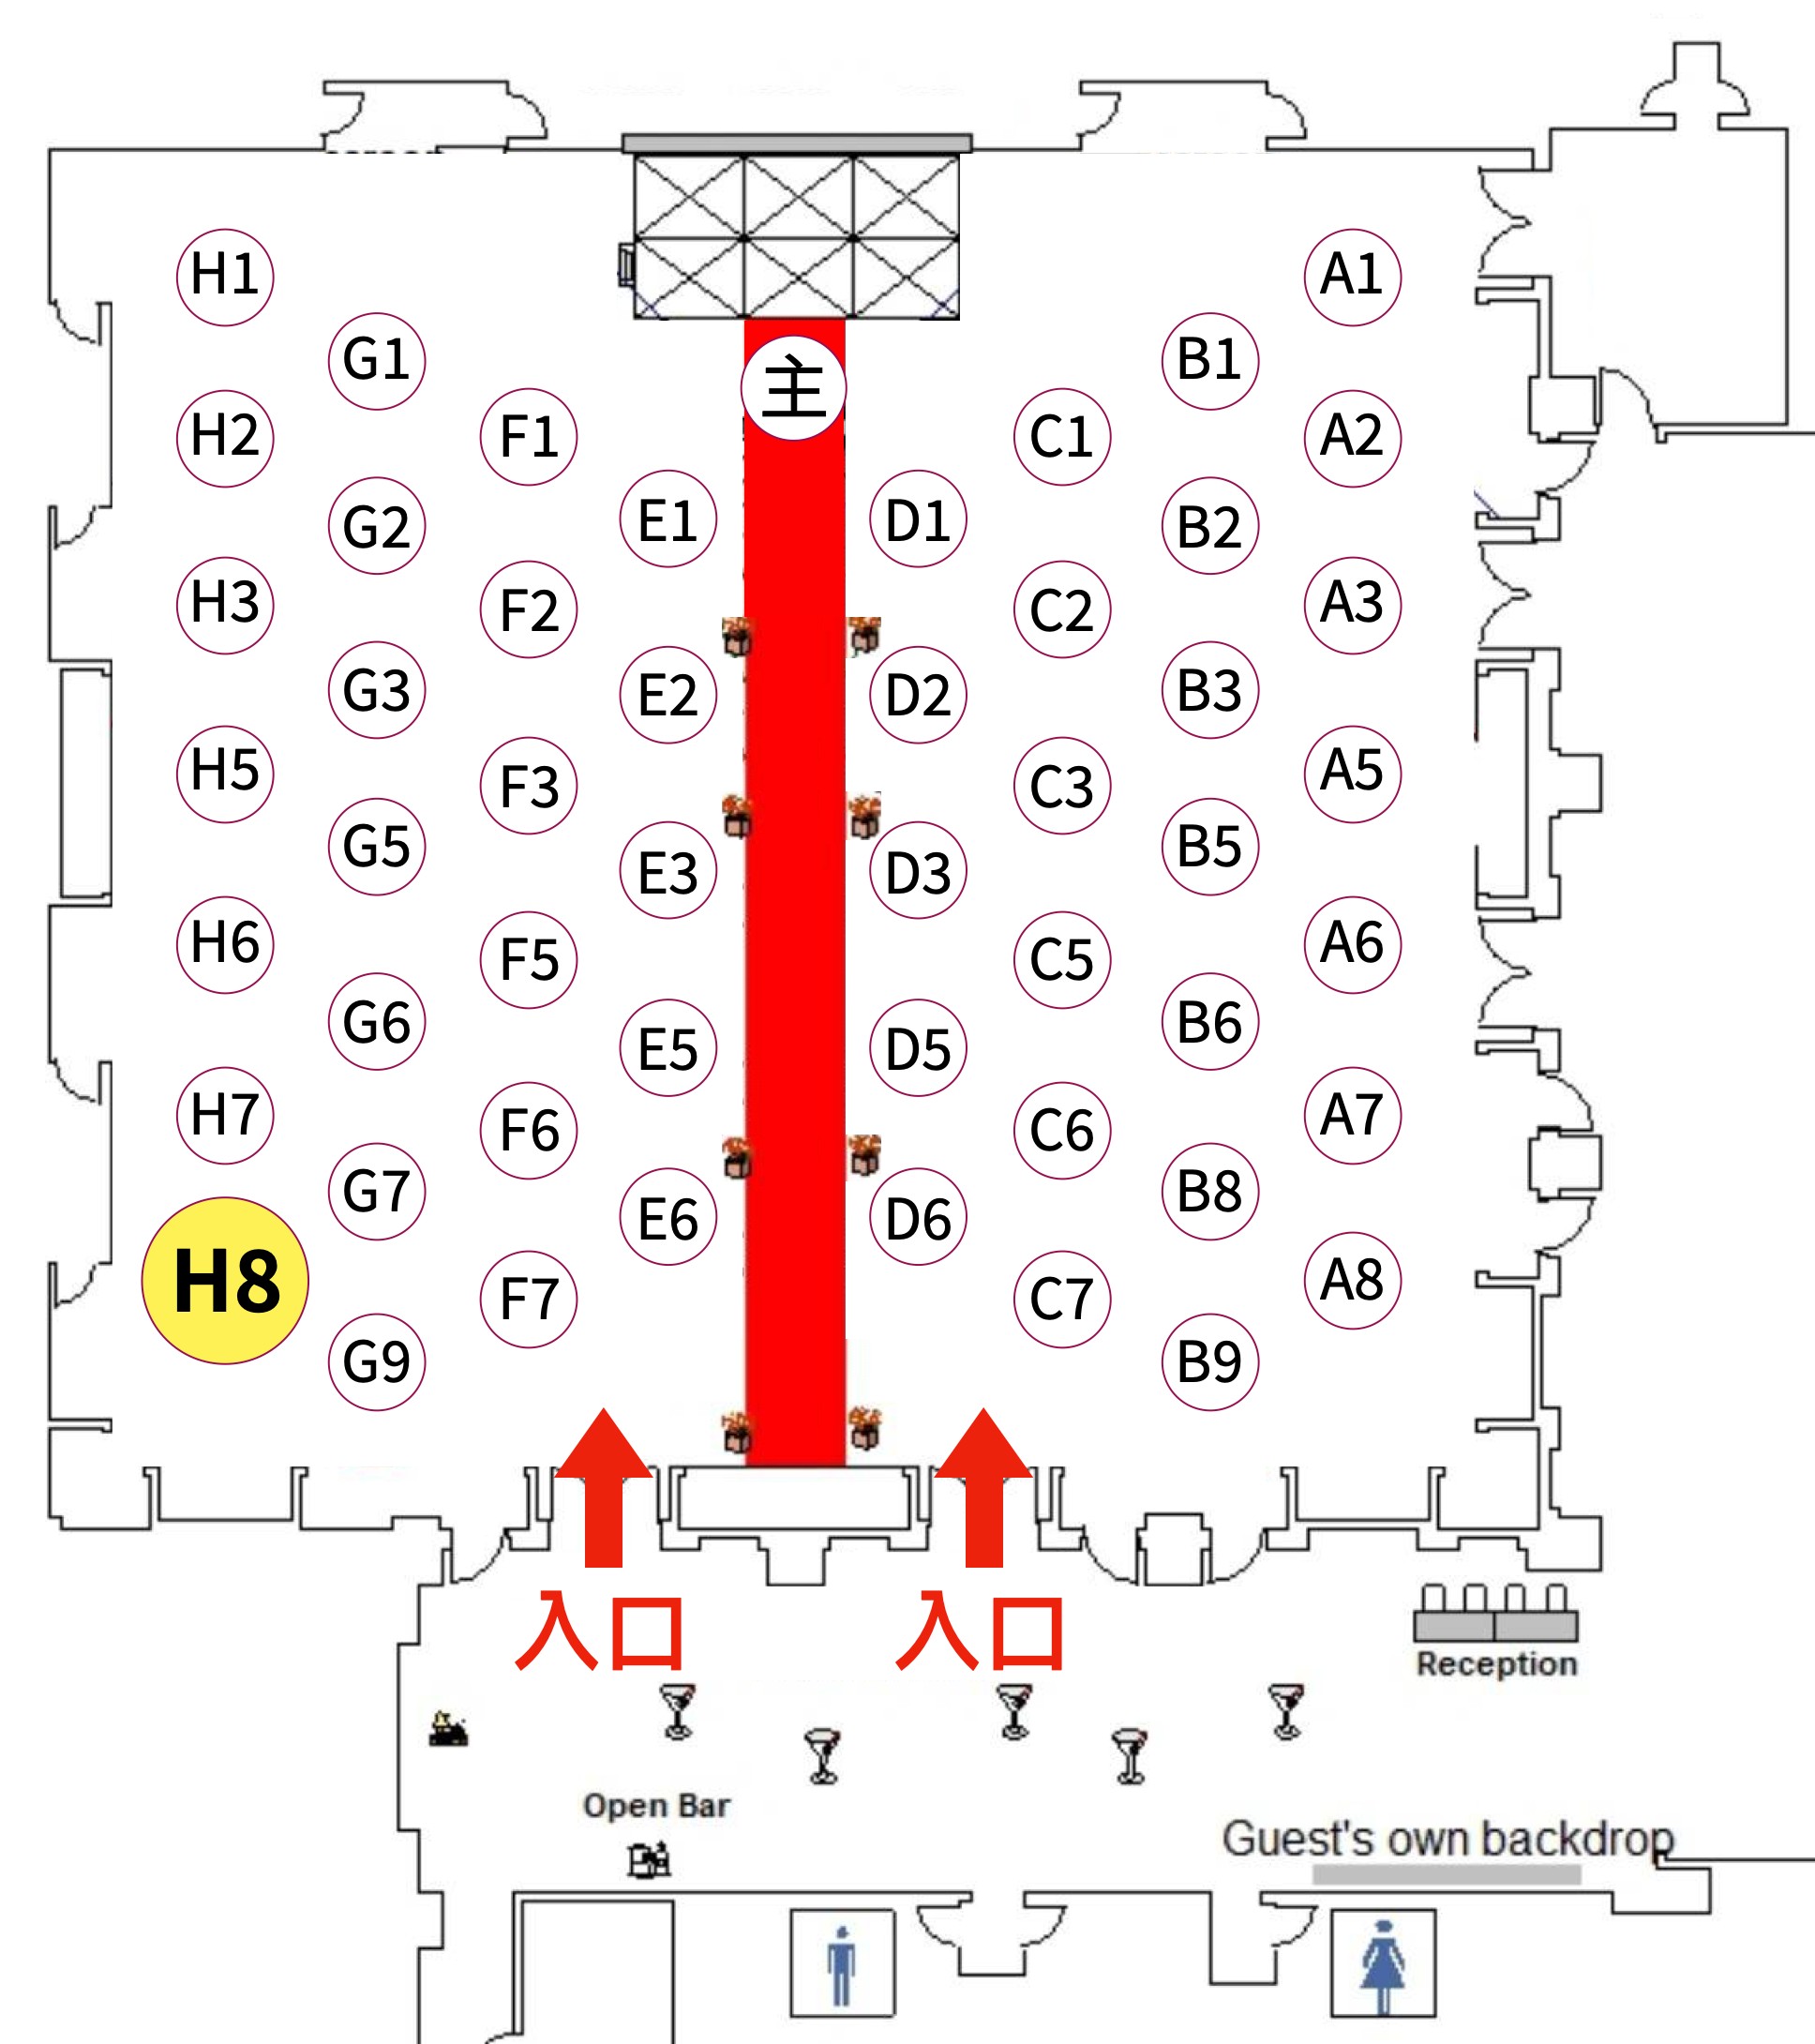 H1
A1
G1
B1
主
H2
F1
C1
A2
G2
E1
D1
B2
H3
F2
C2
A3
G3
E2
D2
B3
H5
F3
C3
A5
G5
E3
D3
B5
H6
F5
C5
A6
G6
E5
D5
B6
H7
F6
C6
A7
G7
E6
D6
B8
H8
F7
C7
A8
G9
B9
入口
入口
Reception
Open Bar
Guest's own backdrop